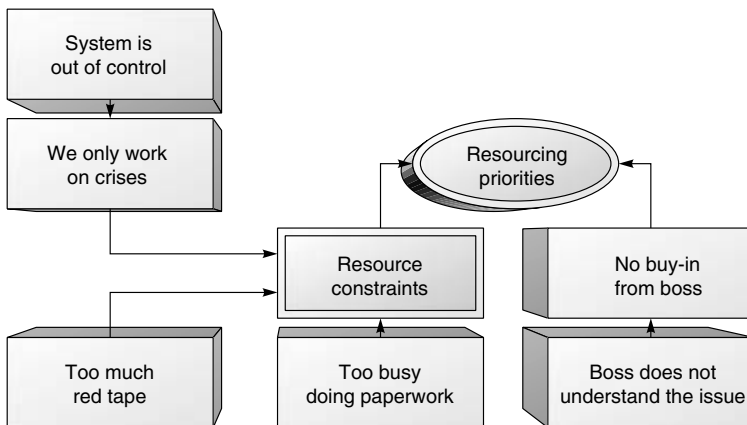 System is
out of control
We only work
on crises
Resourcing
priorities
Resource
constraints
No buy-in
from boss
Too much
red tape
Too busy
doing paperwork
Boss does not
understand the issue